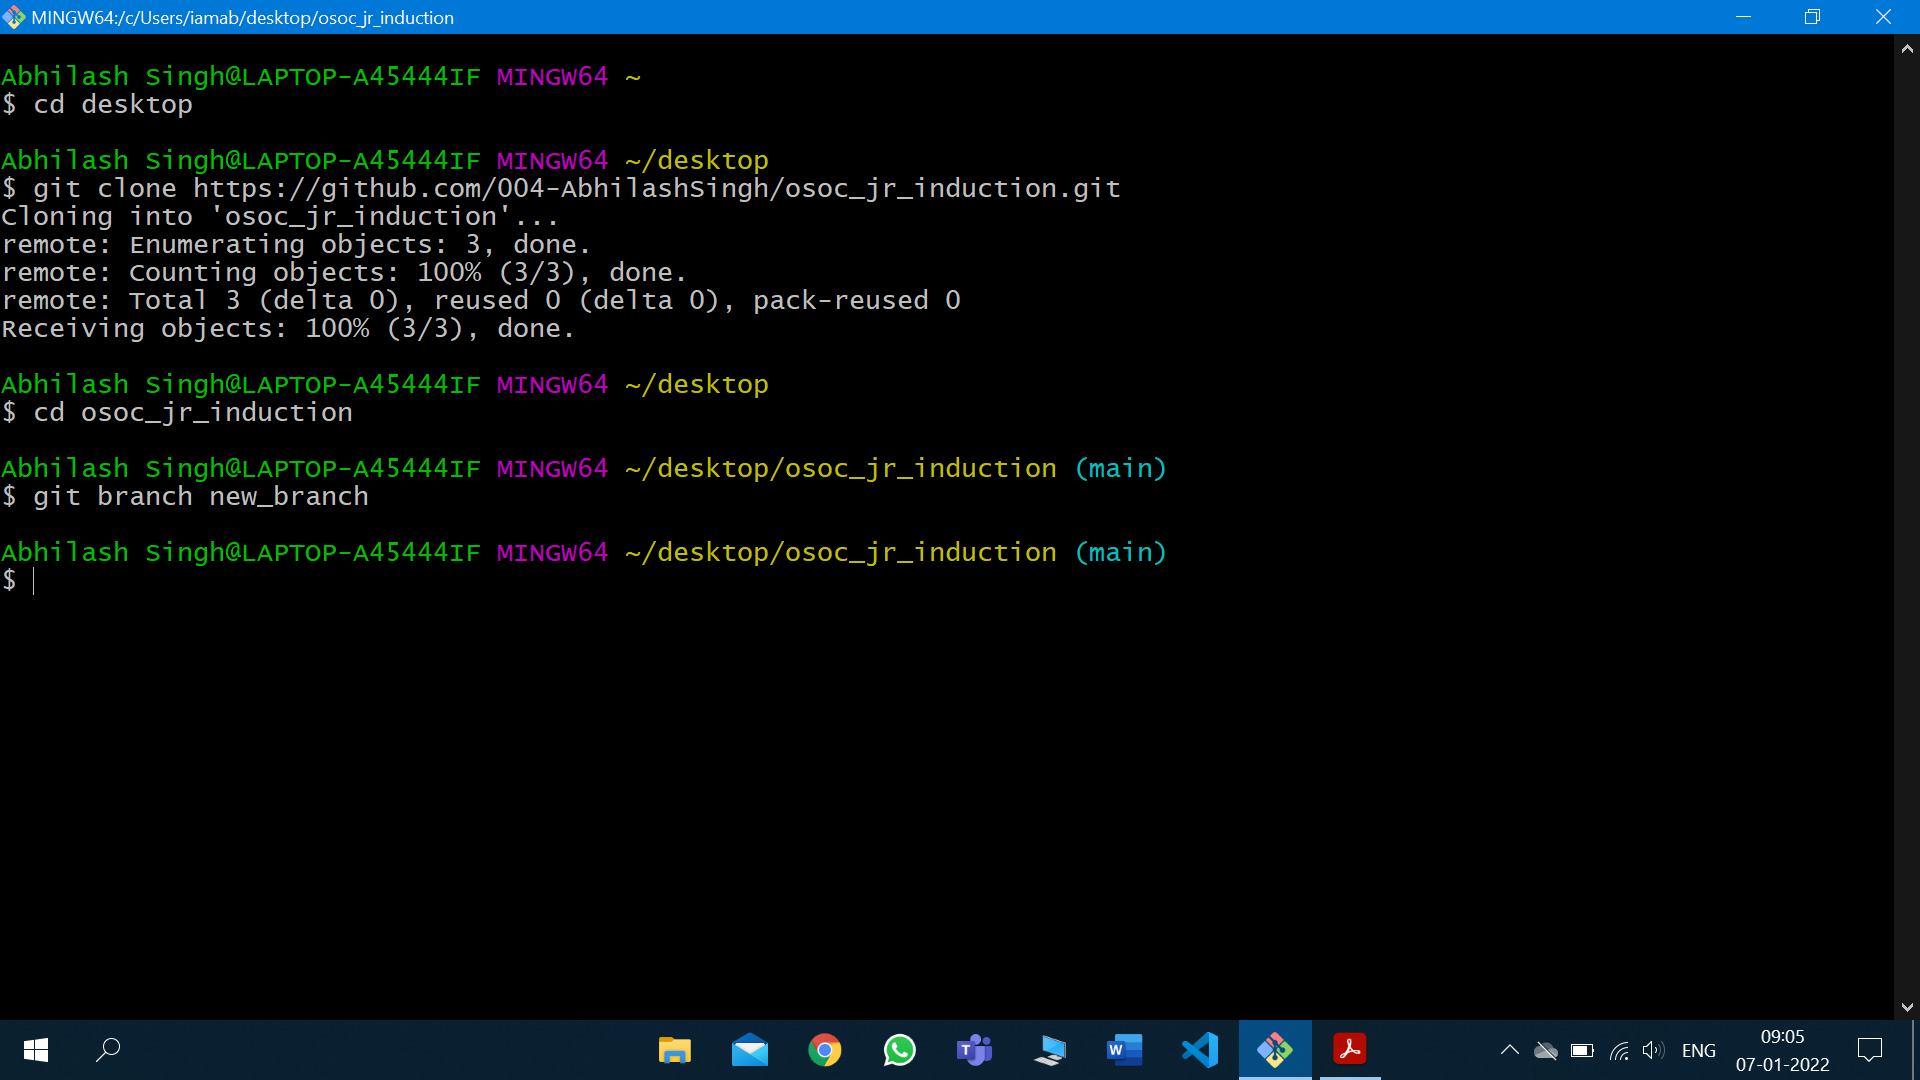 MINGW64:/c/Users/iamab/desktop/osoc_jr_induction
Abhilash Singh@LAPTOP-A45444IF MINGW64 ~
$ cd desktop
Abhilash Singh@LAPTOP-A45444IF MINGW64 ~/desktop
$ git clone https://github.com/004-AbhilashSingh/osoc_jr_induction.git
Cloning into 'osoc_jr_induction'...
remote: Enumerating objects: 3, done.
remote: Counting objects: 100% (3/3), done.
remote: Total 3 (delta 0), reused 0 (delta 0), pack-reused 0
Receiving objects: 100% (3/3), done.
Abhilash Singh@LAPTOP-A45444IF MINGW64 ~/desktop
$ cd osoc_jr_induction
Abhilash Singh@LAPTOP-A45444IF MINGW64 ~/desktop/osoc_jr_induction (main)
$ git branch new_branch
Abhilash Singh@LAPTOP-A45444IF MINGW64 ~/desktop/osoc_jr_induction (main)
$
T
W
ENG
09:05
07-01-2022